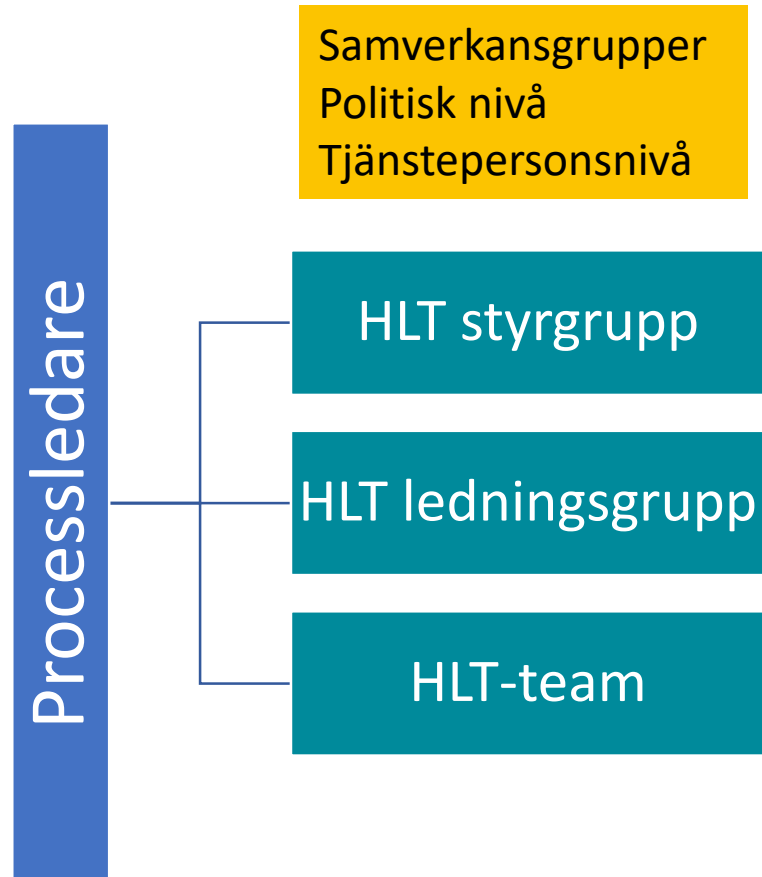 Samverkansgrupper
Politisk nivå
Tjänstepersonsnivå
Processledare
HLT styrgrupp
HLT ledningsgrupp
HLT-team